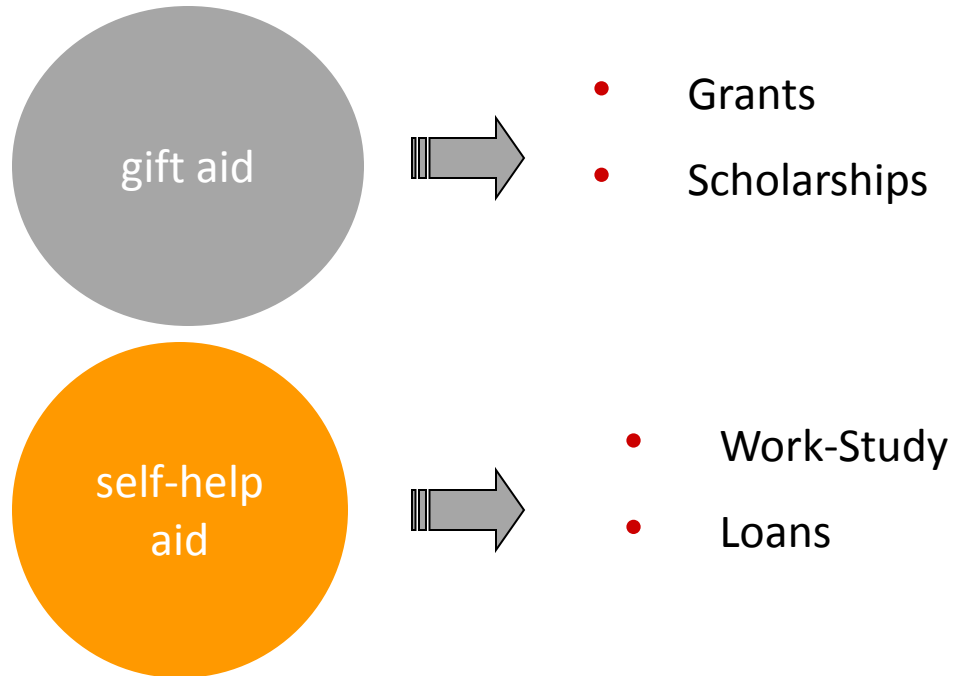 gift aid
• Grants
• Scholarships
self-help
aid
• Work-Study
• Loans